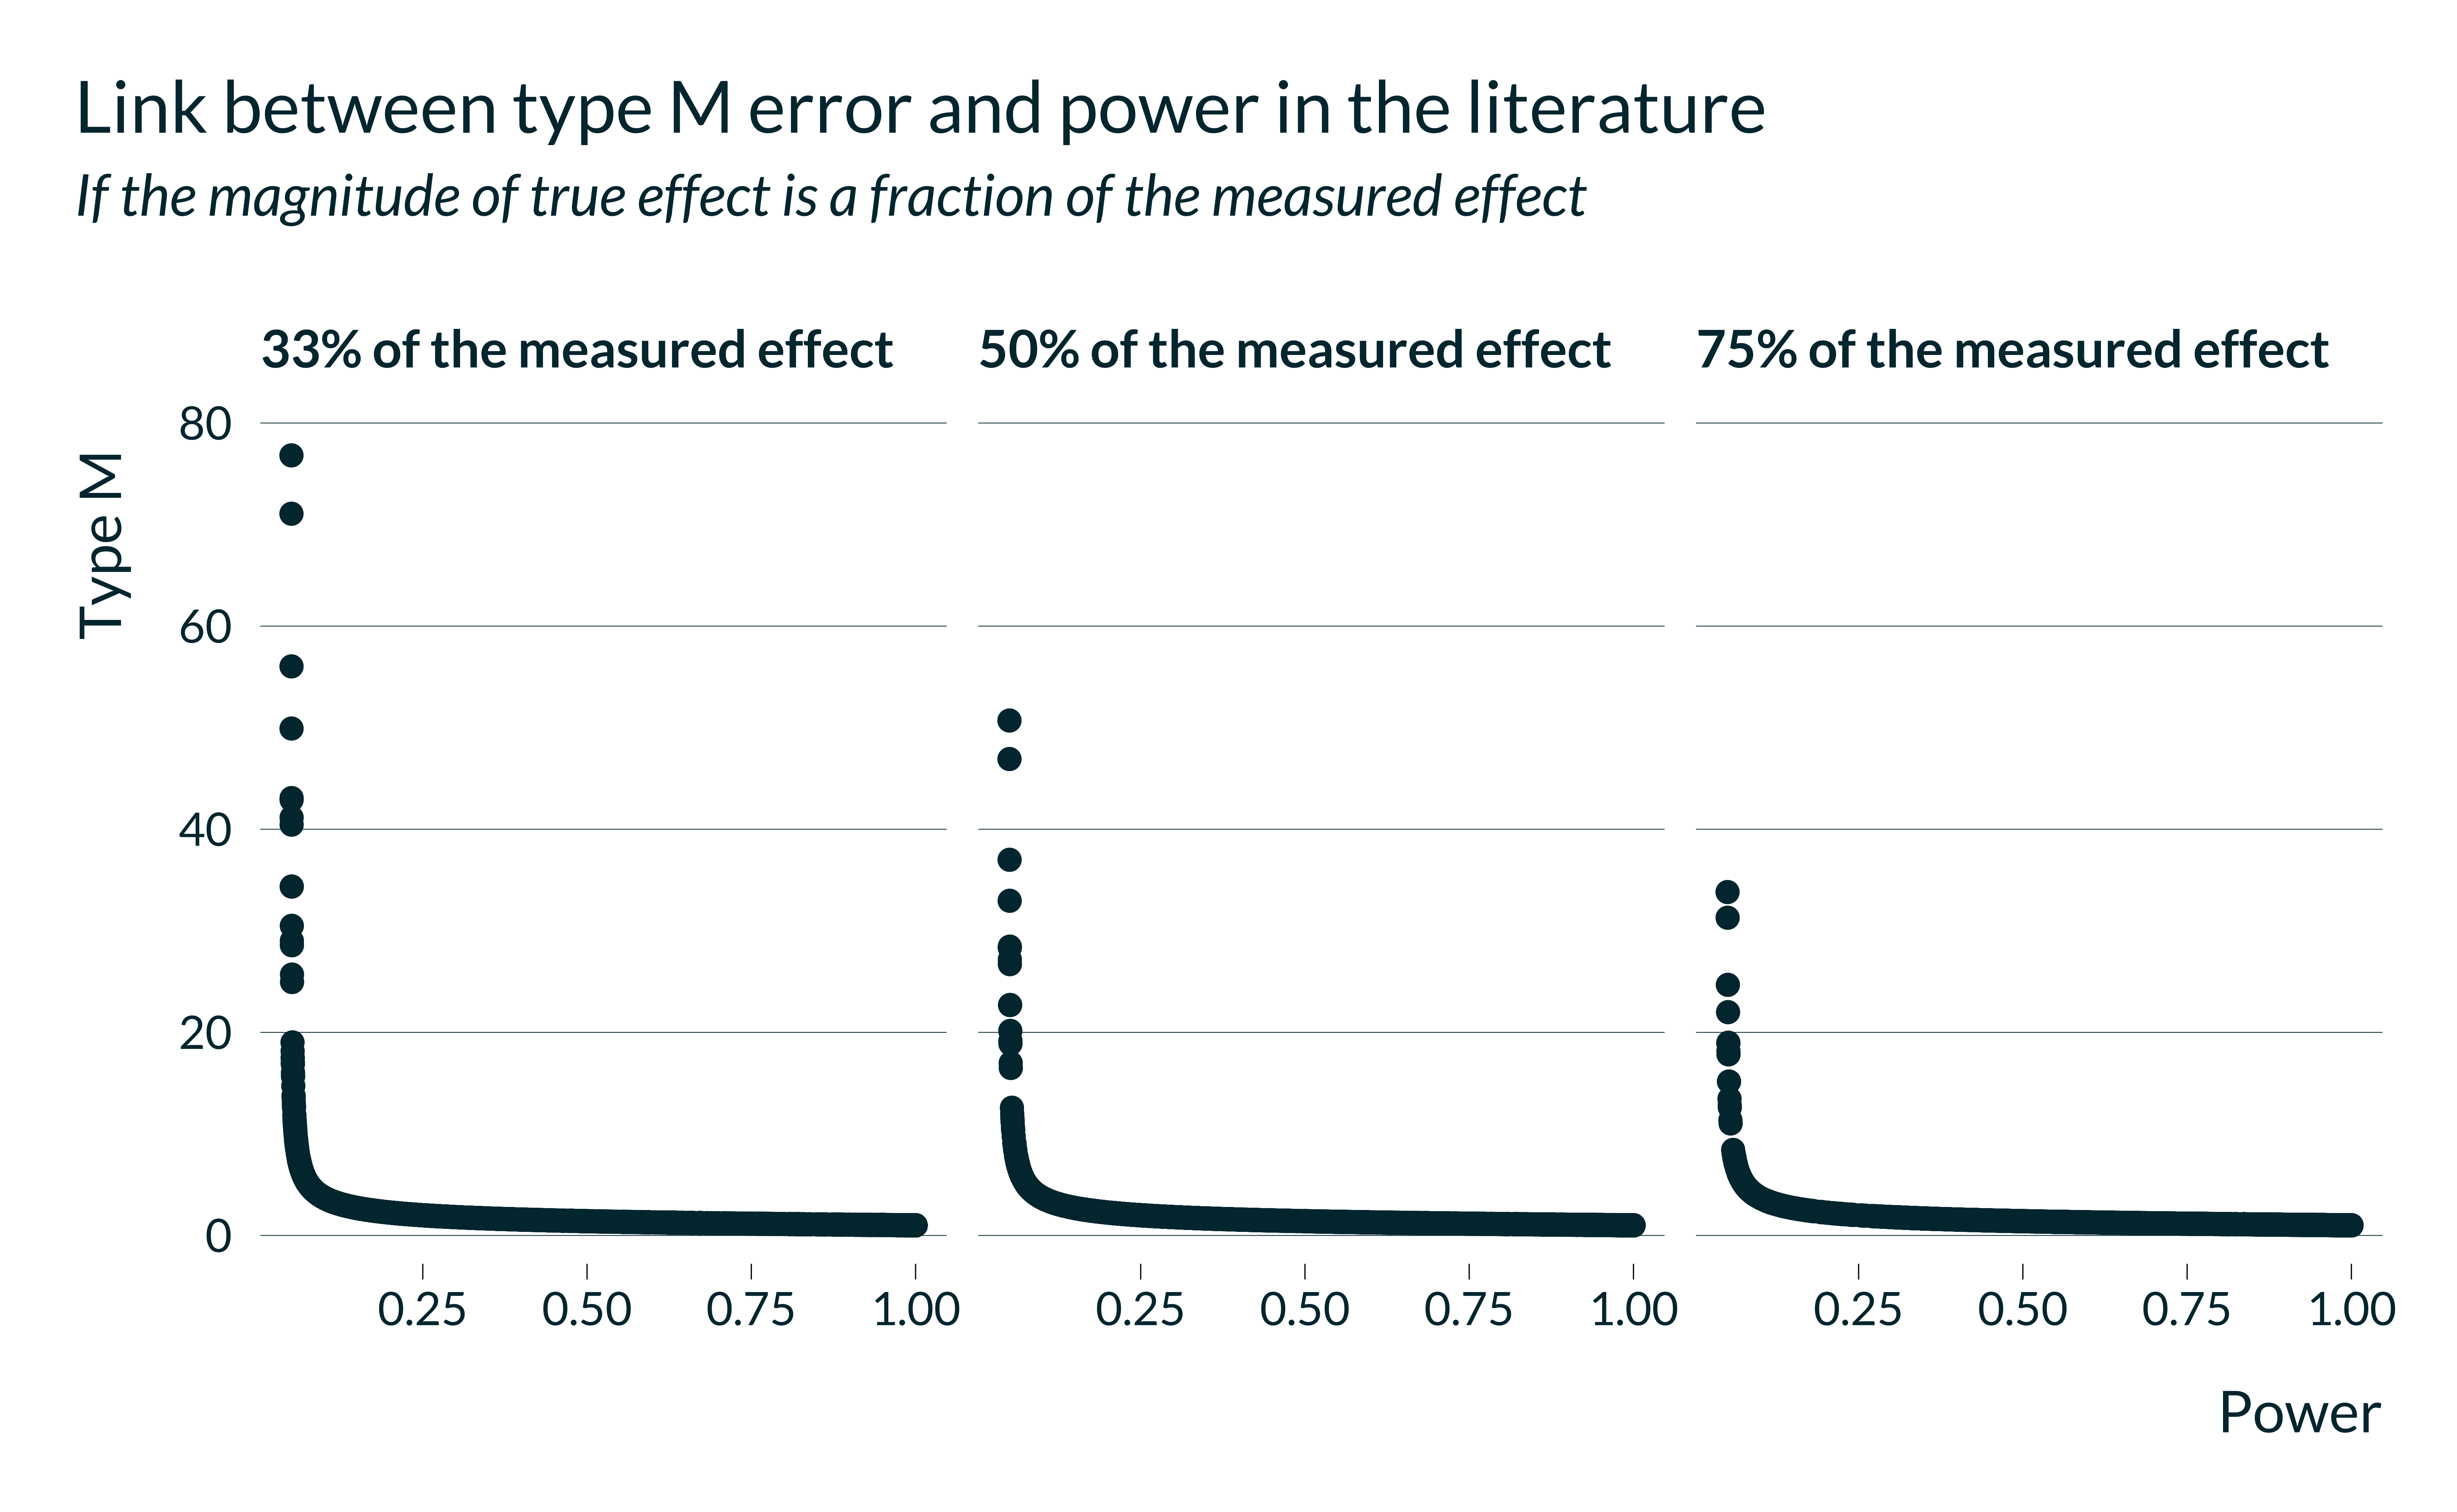 Link between type M error and power in the literature
If the magnitude of true effect is a fraction of the measured effect
33% of the measured effect
50% of the measured effect
75% of the measured effect
Type M
80
60
40
20
0
0.25 0.50 0.75 1.00
0.25 0.50 0.75 1.00
0.25 0.50 0.75 1.00
Power